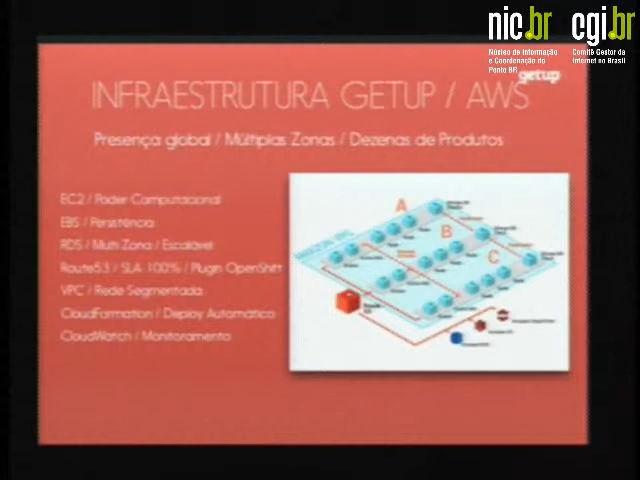 nic.br cgi.br
Núcleo de Informação
e Coordenação do
Ponto BR
Comitê Gestor da
Internet no Brasil
getup
INFRAESTRUTURA GETUP / AWS
Presença global / Múltiplas Zonas / Dezenas de Produtos
EC2 / Poder Computacional
EBS / Persistência
RDS / Multi Zona / Escalável
Route53 / SLA 100% / Plugin OpenShift
VPC / Rede Segmentada
CloudFormation / Deploy Automático
CloudWatch / Monitoramento
A
B
C